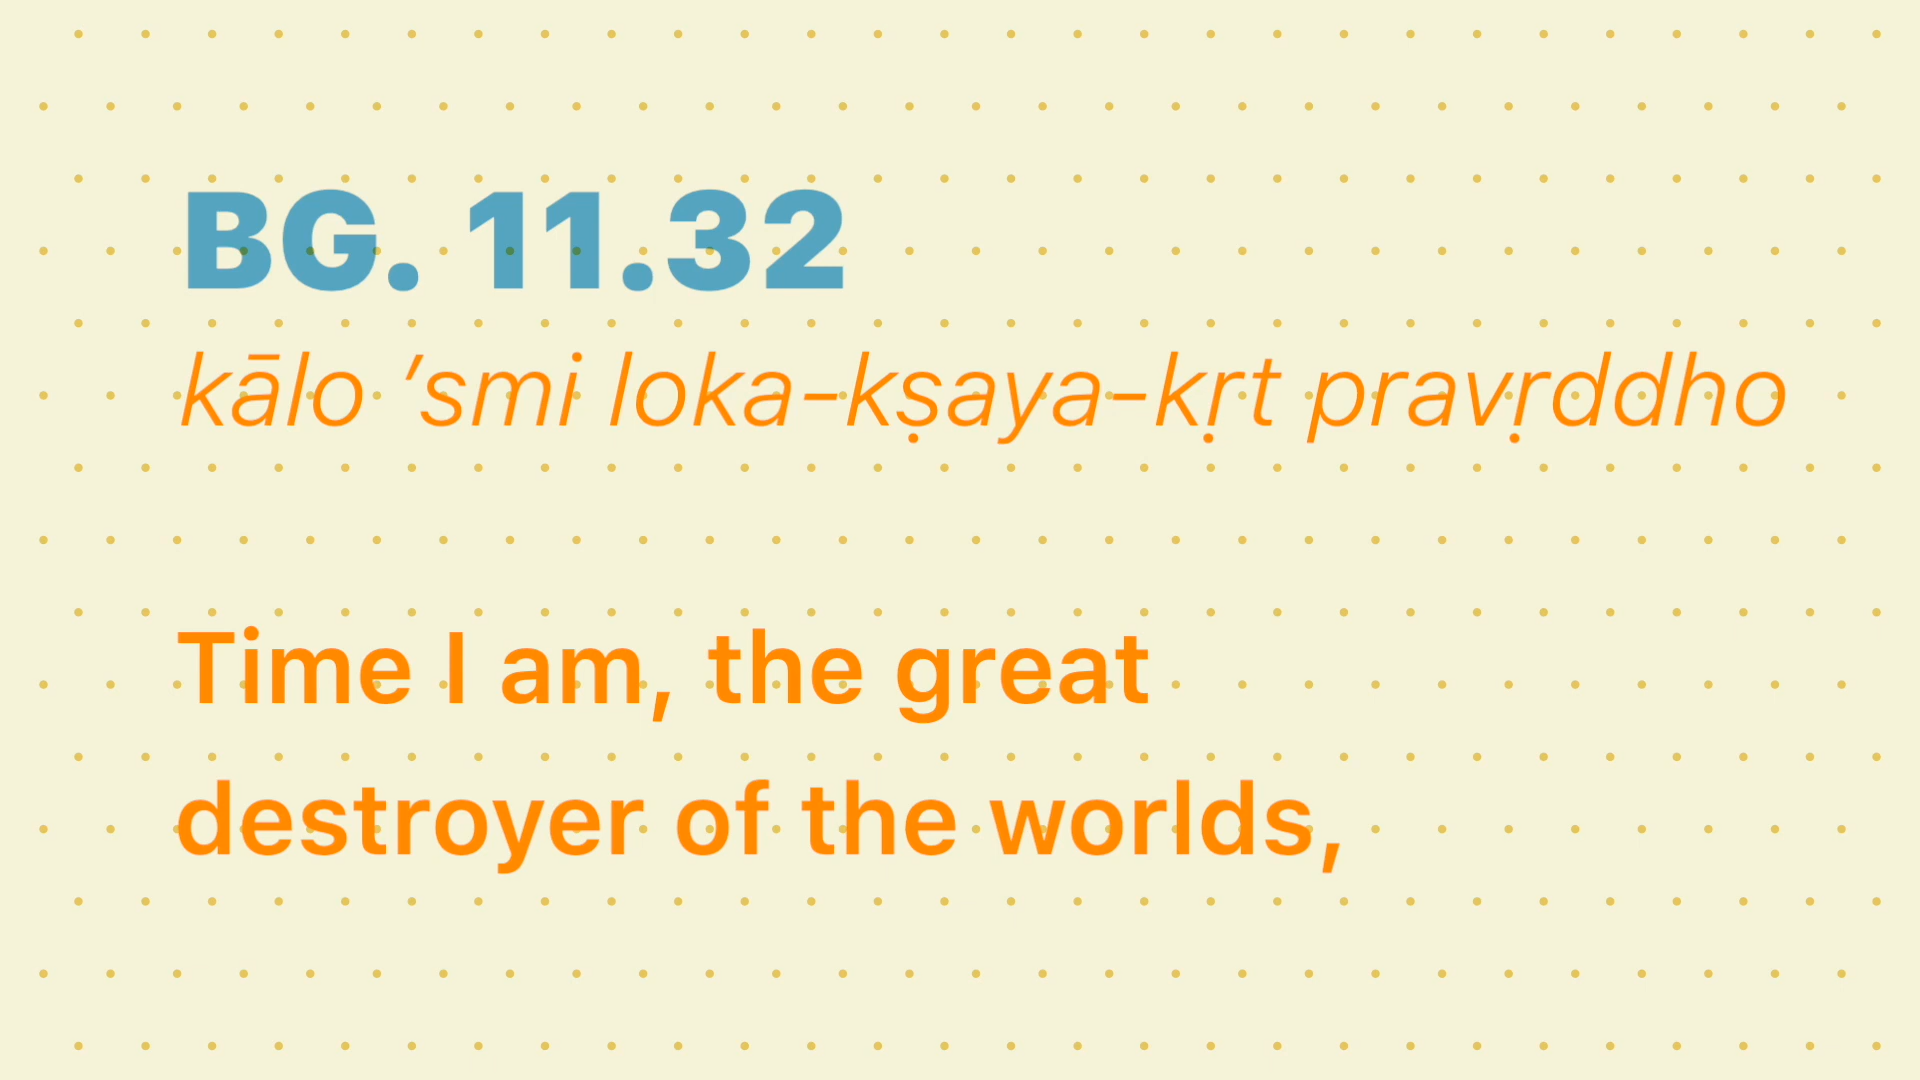 BG. 11.32
kālo ’smi loka-kṣaya-kṛt pravṛddho
Time I am, the great
destroyer of the worlds,